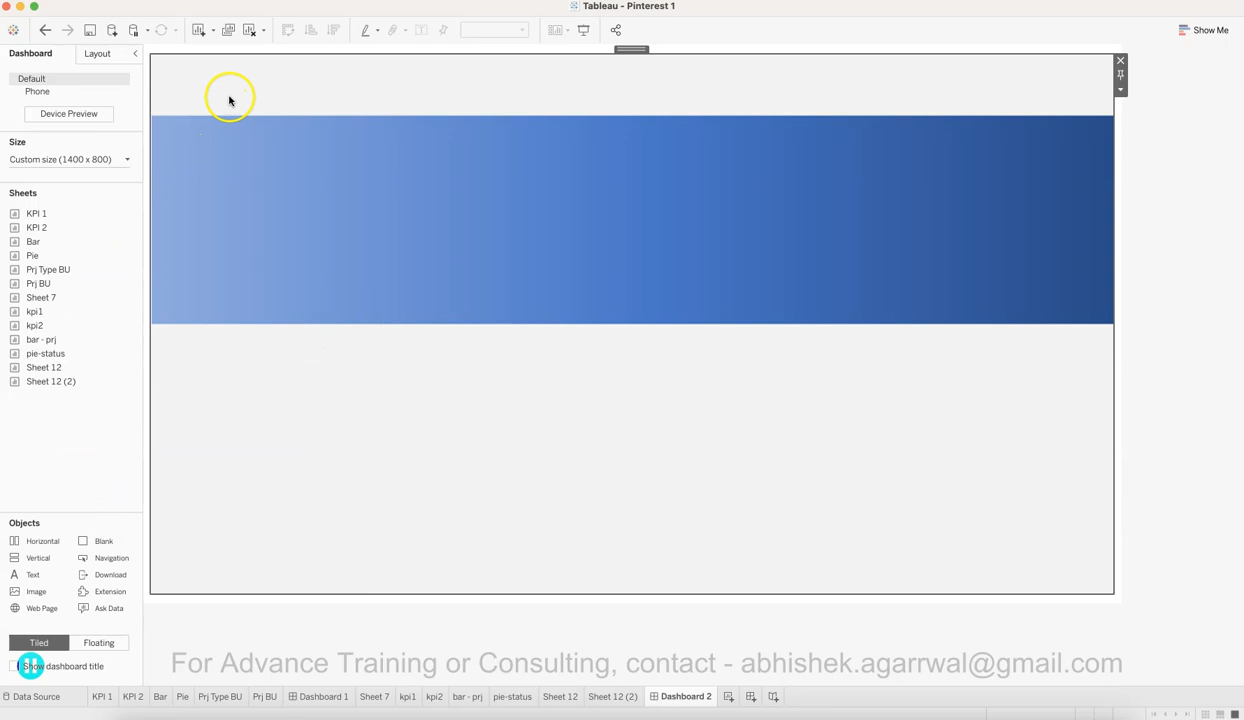 Tableau - Pinterest 1
Show Me
Dashboard
Layout
Default
Phone
Device Preview
Size
Custom size (1400 x 800)
Sheets
KPI 1
KPI 2
Bar
Pie
Prj Type BU
Prj BU
Sheet 7
kpi1
kpi2
bar - prj
pie-status
Sheet 12
Sheet 12 (2)
Objects
Horizontal
Blank
Vertical
Navigation
A Text
Download
Image
Extension
Web Page
Ask Data
Tiled
Floating
Show dashboard title
For Advance Training or Consulting, contact - abhishek.agarrwal@gmail.com
Data Source KPI 1 KPI 2 Bar Pie Prj Type BU Prj BU Dashboard 1 Sheet 7 kpi1 kpi2 bar - prj pie-status Sheet 12 Sheet 12 (2) Dashboard 2